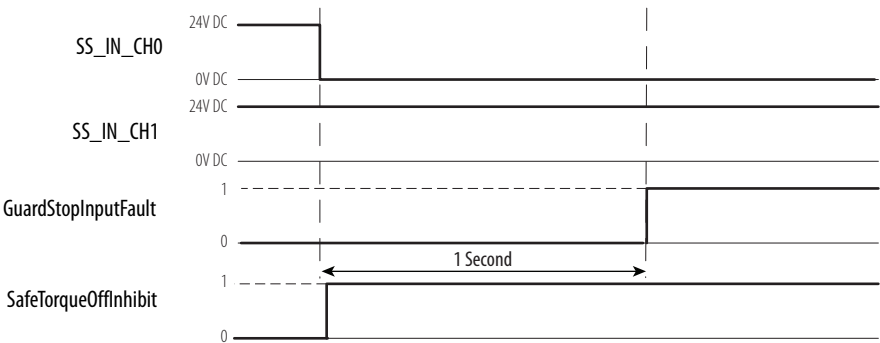 24V DC
SS_IN_CH0
0V DC
24V DC
SS_IN_CH1
0V DC
1
GuardStopInputFault
0
1 Second
1
SafeTorqueOffInhibit
0